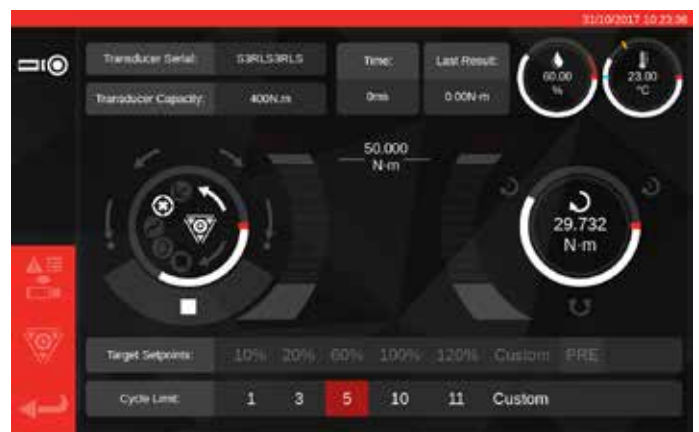 31/10/2017 10:23:36
Transducer Serial: S3RLS3RLS Time: Last Result:
60.00 % 23.00 °C
Transducer Capacity: 400N.m 0ms 0.00N·m
50.000
N·m
29.732
N·m
Target Setpoints: 10% 20% 60% 100% 120% Custom PRE
Cycle Limit: 1 3 5 10 11 Custom